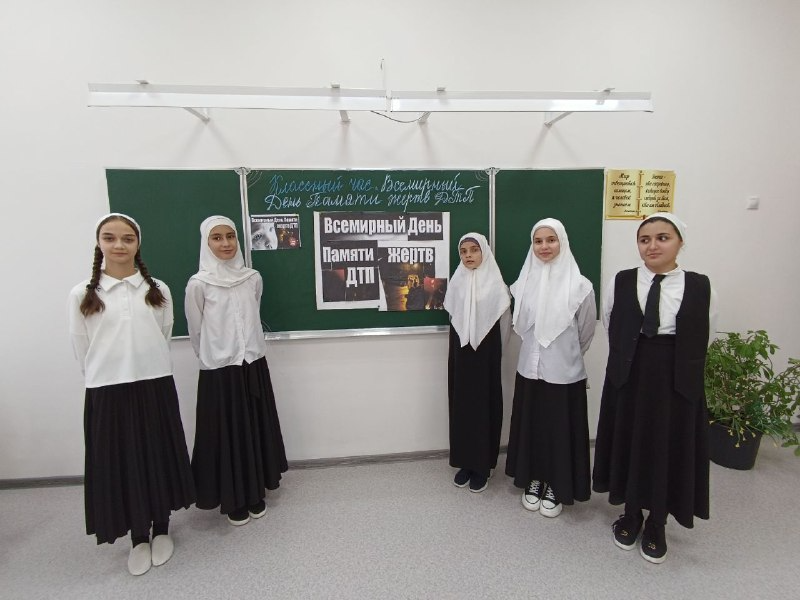 Классный час. Всемирный
День Памяти жертв ДТП
Всемирный День Памяти
жертв ДТП
Всемирный День
Памяти жертв
ДТП